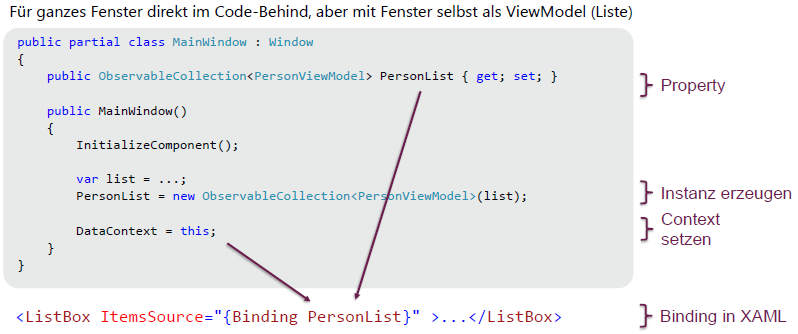 Für ganzes Fenster direkt im Code-Behind, aber mit Fenster selbst als ViewModel (Liste)
public partial class MainWindow : Window
{
public ObservableCollection<PersonViewModel> PersonList { get; set; }
Property
public MainWindow()
{
InitializeComponent();
var list = ...;
PersonList = new ObservableCollection<PersonViewModel>(list);
Instanz erzeugen
DataContext = this;
Context
setzen
}
}
<ListBox ItemsSource="{Binding PersonList}" >...</ListBox>
Binding in XAML